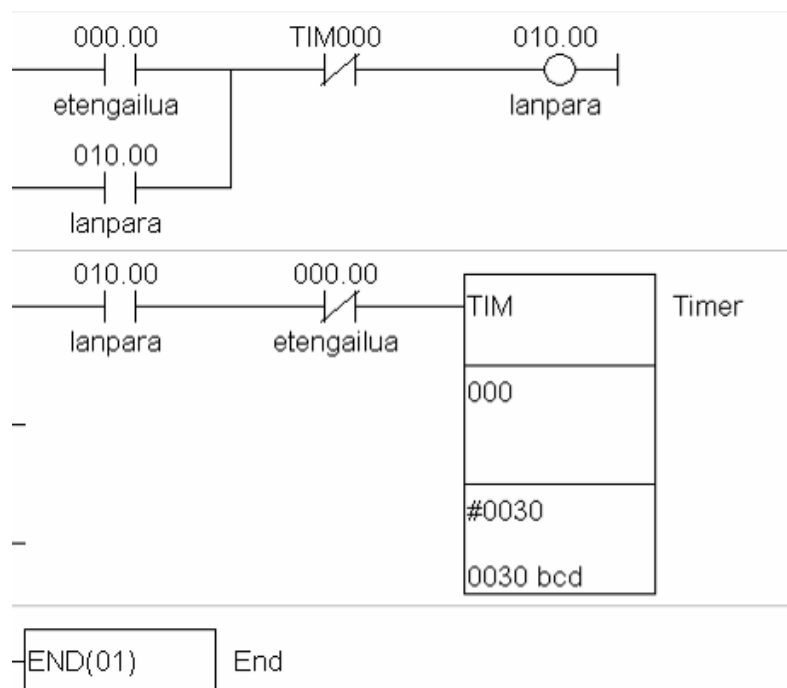 000.00 TIM000 010.00
etengailua lanpara
010.00
lanpara
010.00 000.00
lanpara etengailua
TIM Timer
000
#0030
0030 bcd
END(01) End